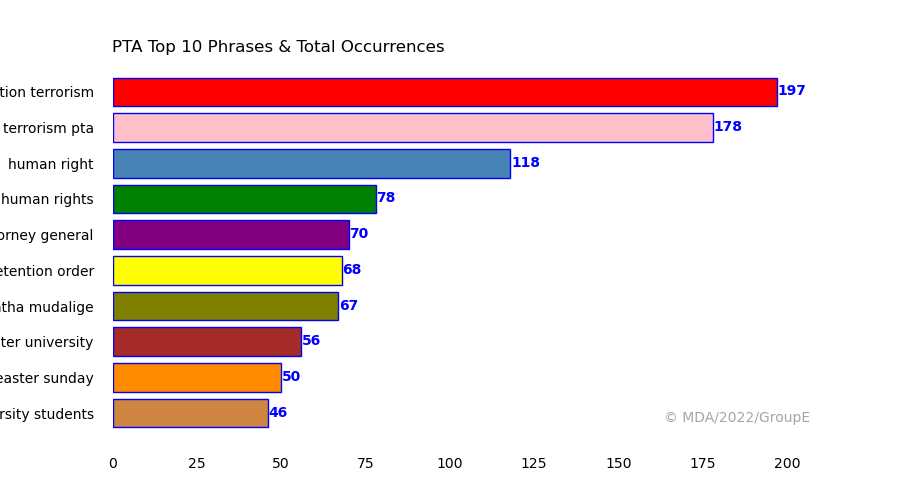 PTA Top 10 Phrases & Total Occurrences
tion terrorism
197
terrorism pta
178
human right
118
human rights
78
orney general
70
etention order
68
tha mudalige
67
ter university
56
easter sunday
50
rsity students
46
© MDA/2022/GroupE
0 25 50 75 100 125 150 175 200